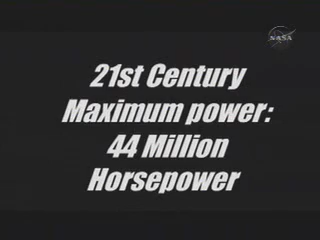 NASA
21st Century
Maximum power:
44 Million
Horsepower